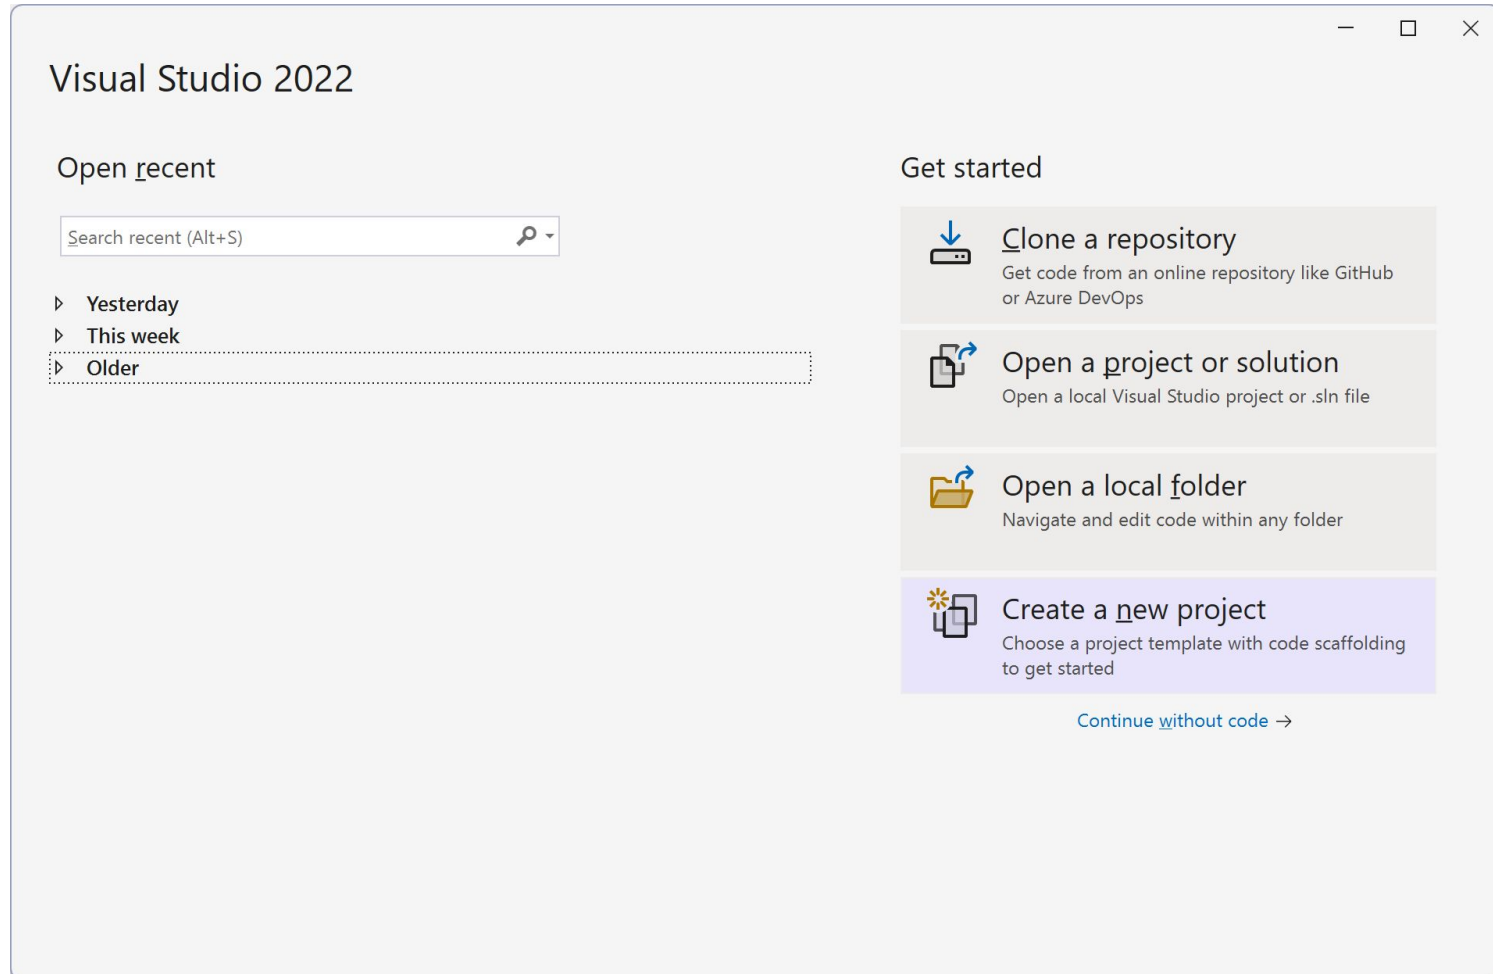 Visual Studio 2022
Open recent
Search recent (Alt+S)
Yesterday
This week
Older
Get started
Clone a repository
Get code from an online repository like GitHub
or Azure DevOps
Open a project or solution
Open a local Visual Studio project or .sln file
Open a local folder
Navigate and edit code within any folder
Create a new project
Choose a project template with code scaffolding
to get started
Continue without code →